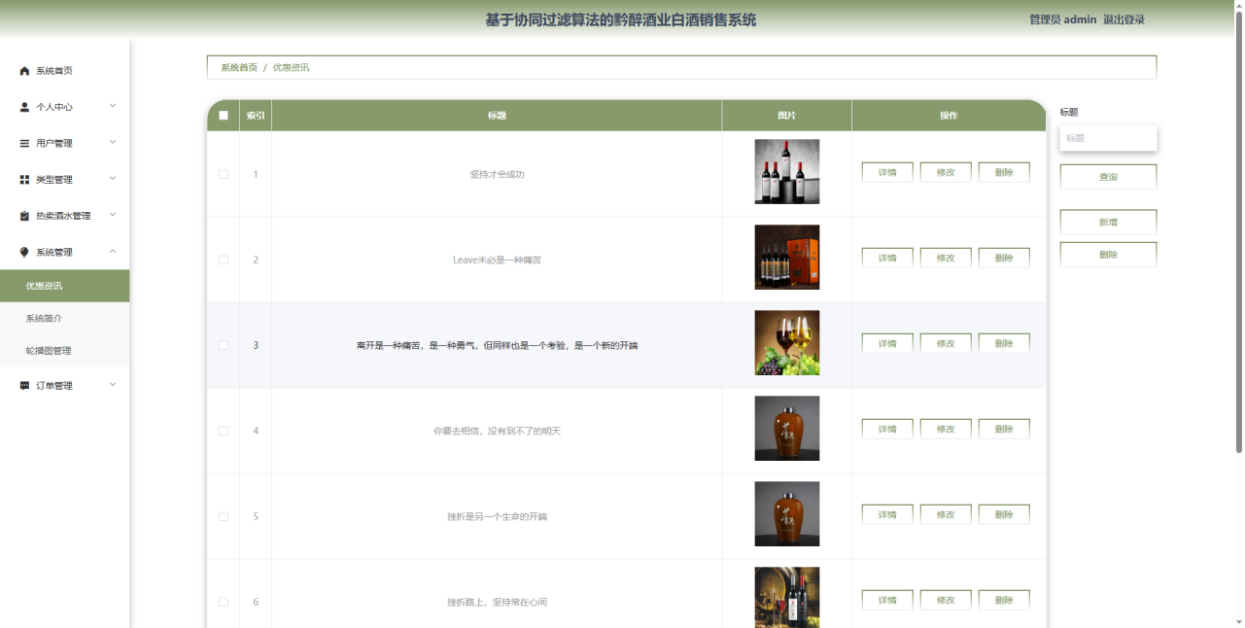 基于协同过滤算法的黔醉酒业白酒销售系统
管理员 admin 退出登录
系统首页
个人中心
用户管理
类型管理
热卖酒水管理
系统管理
优惠资讯
系统简介
轮播图管理
订单管理
系统首页 / 优惠资讯
索引 标题 图片 操作
1 坚持才会成功 详情 修改 删除
2 Leave未必是一种痛苦 详情 修改 删除
3 离开是一种痛苦，是一种勇气，但同样也是一个考验，是一个新的开端 详情 修改 删除
4 你要去相信，没有到不了的明天 详情 修改 删除
5 挫折是另一个生命的开端 详情 修改 删除
6 挫折路上，坚持常在心间 详情 修改 删除
标题
标题
查询
新增
删除